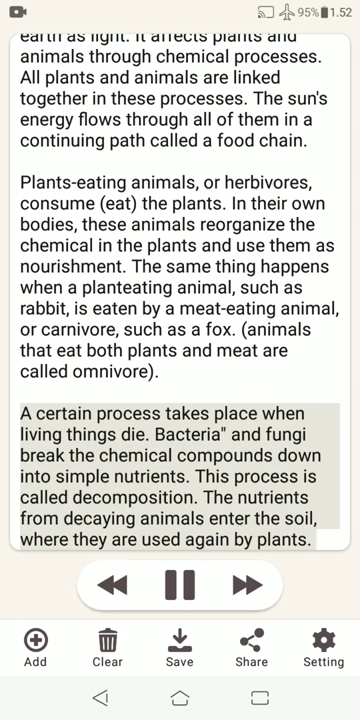 95% 1.52
earth as light. It affects plants and
animals through chemical processes.
All plants and animals are linked
together in these processes. The sun's
energy flows through all of them in a
continuing path called a food chain.
Plants-eating animals, or herbivores,
consume (eat) the plants. In their own
bodies, these animals reorganize the
chemical in the plants and use them as
nourishment. The same thing happens
when a planteating animal, such as
rabbit, is eaten by a meat-eating animal,
or carnivore, such as a fox. (animals
that eat both plants and meat are
called omnivore).
A certain process takes place when
living things die. Bacteria" and fungi
break the chemical compounds down
into simple nutrients. This process is
called decomposition. The nutrients
from decaying animals enter the soil,
where they are used again by plants.
Add Clear Save Share Setting